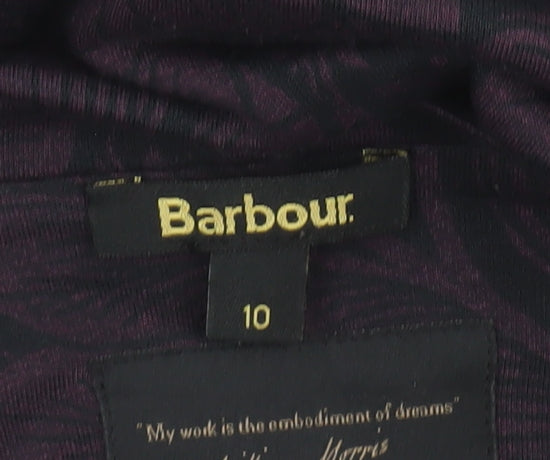 Barbour.
10
"My work is the embodiment of dreams"
Morris